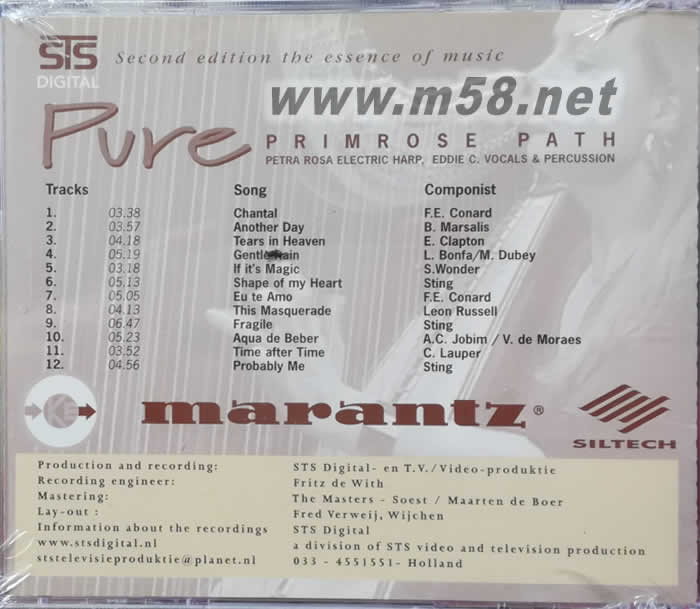 STS
DIGITAL
Second edition the essence of music
www.m58.net
Pure
PRIMROSE PATH
PETRA ROSA ELECTRIC HARP, EDDIE C. VOCALS & PERCUSSION
Tracks Song Componist
1. 03.38 Chantal F.E. Conard
2. 03.57 Another Day B. Marsalis
3. 04.18 Tears in Heaven E. Clapton
4. 05.19 Gentle Rain L. Bonfa/M. Dubey
5. 03.18 If it's Magic S.Wonder
6. 05,13 Shape of my Heart Sting
7. 05.05 Eu te Amo F.E. Conard
8. 04.13 This Masquerade Leon Russell
9. 06.47 Fragile Sting
10. 05.23 Aqua de Beber A.C. Jobim / V. de Moraes
11. 03.52 Time after Time C. Lauper
12. 04.56 Probably Me Sting
marantz®
SILTECH
Production and recording: STS Digital- en T.V./Video-produktie
Recording engineer: Fritz de With
Mastering: The Masters - Soest / Maarten de Boer
Lay-out : Fred Verweij, Wijchen
Information about the recordings STS Digital
www.stsdigital.nl a division of STS video and television production
ststelevisieproduktie@planet.nl 033 - 4551551- Holland